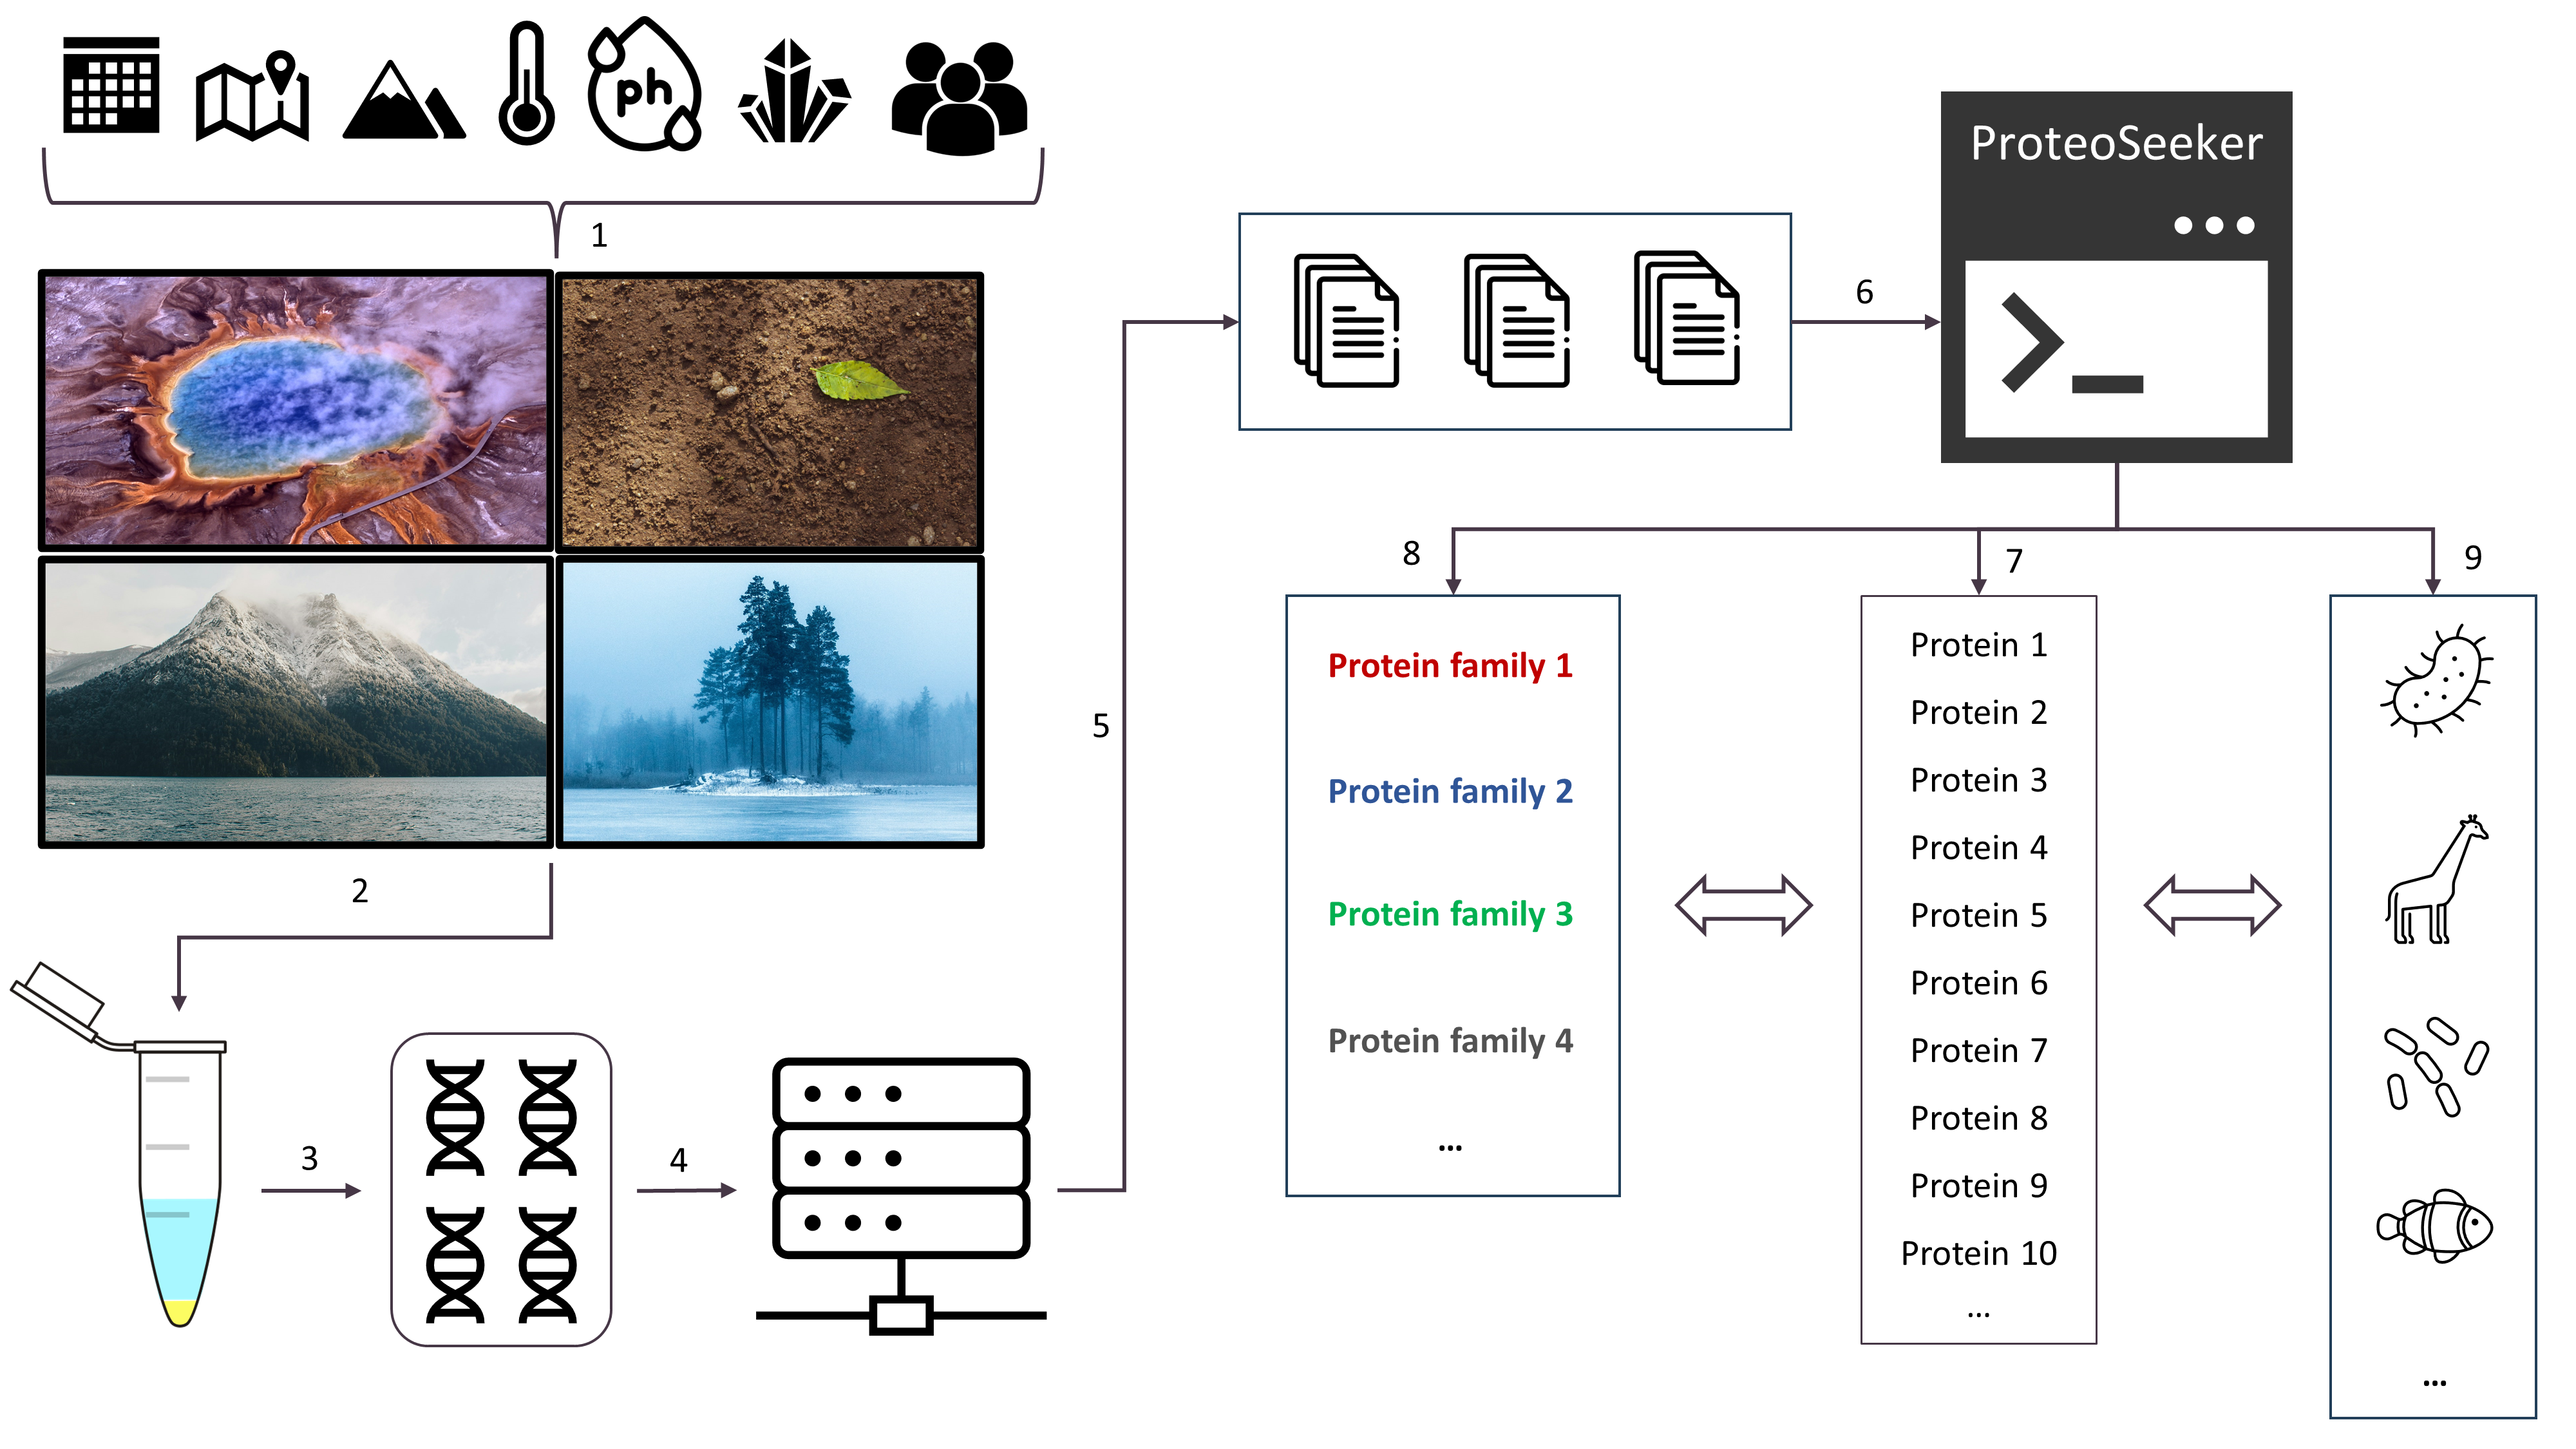 ph
1
2
3
4
5
6
ProteoSeeker
>_
8
7
9
Protein family 1
Protein family 2
Protein family 3
Protein family 4
...
Protein 1
Protein 2
Protein 3
Protein 4
Protein 5
Protein 6
Protein 7
Protein 8
Protein 9
Protein 10
...
...